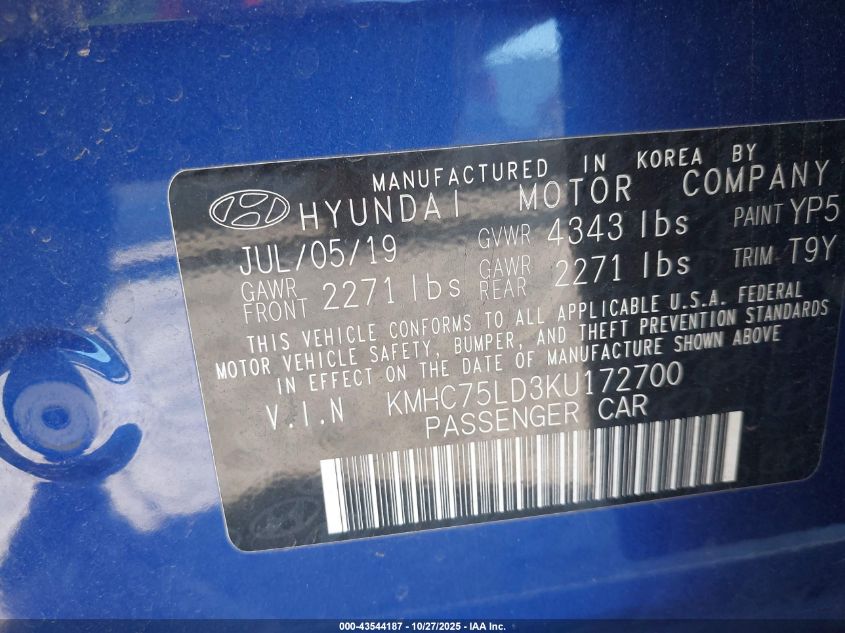 MANUFACTURED IN KOREA BY
HYUNDAI MOTOR COMPANY
JUL/05/19 GVWR 4343 lbs PAINT YP5
GAWR FRONT 2271 lbs GAWR REAR 2271 lbs TRIM T9Y
THIS VEHICLE CONFORMS TO ALL APPLICABLE U.S.A. FEDERAL
MOTOR VEHICLE SAFETY, BUMPER, AND THEFT PREVENTION STANDARDS
IN EFFECT ON THE DATE OF MANUFACTURE SHOWN ABOVE
V.I.N KMHC75LD3KU172700
PASSENGER CAR
000-43544187 - 10/27/2025 - IAA Inc.